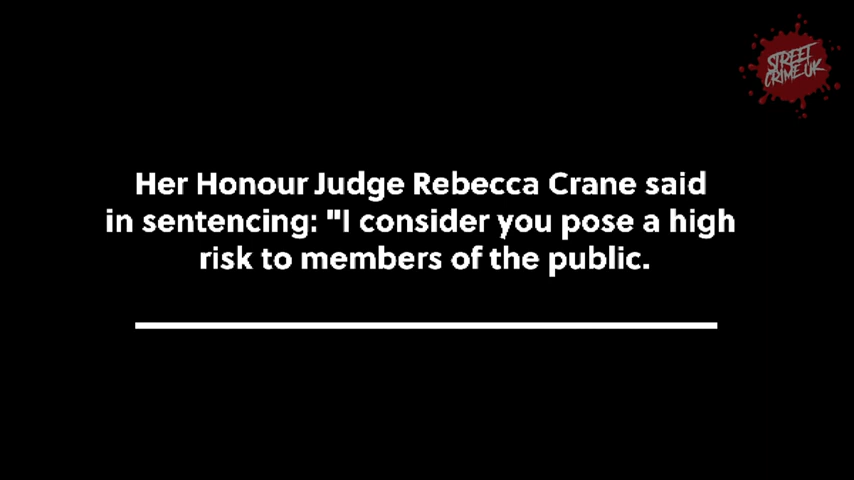 STREET
CRIME UK
Her Honour Judge Rebecca Crane said
in sentencing: "I consider you pose a high
risk to members of the public.